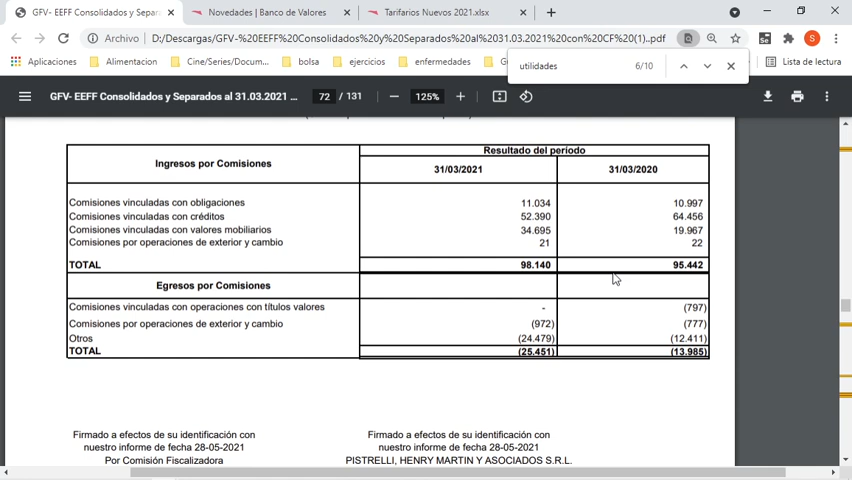 GFV- EEFF Consolidados y Separa
Novedades | Banco de Valores
Tarifarios Nuevos 2021.xlsx
Archivo
D:/Descargas/GFV-%20EEFF%20Consolidados%20y%20Separados%20al%2031.03.2021%20con%20CF%20(1)..pdf
S
Aplicaciones
Alimentacion
Cine/Series/Docum...
bolsa
ejercicios
enfermedades
Lista de lectura
utilidades
6/10
GFV- EEFF Consolidados y Separados al 31.03.2021 ...
72 / 131
125%
Ingresos por Comisiones
Resultado del período
31/03/2021
31/03/2020
Comisiones vinculadas con obligaciones 11.034 10.997
Comisiones vinculadas con créditos 52.390 64.456
Comisiones vinculadas con valores mobiliarios 34.695 19.967
Comisiones por operaciones de exterior y cambio 21 22
TOTAL 98.140 95.442
Egresos por Comisiones
Comisiones vinculadas con operaciones con títulos valores - (797)
Comisiones por operaciones de exterior y cambio (972) (777)
Otros (24.479) (12.411)
TOTAL (25.451) (13.985)
Firmado a efectos de su identificación con
nuestro informe de fecha 28-05-2021
Por Comisión Fiscalizadora
Firmado a efectos de su identificación con
nuestro informe de fecha 28-05-2021
PISTRELLI, HENRY MARTIN Y ASOCIADOS S.R.L.